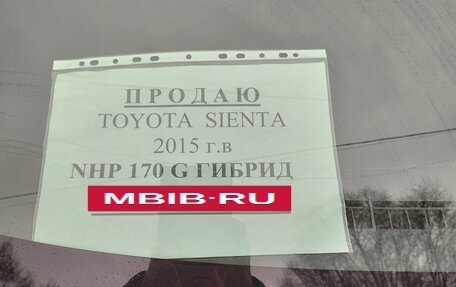 ПРОДАЮ
TOYOTA SIENTA
2015 г.в
NHP 170 G ГИБРИД
MBIB-RU